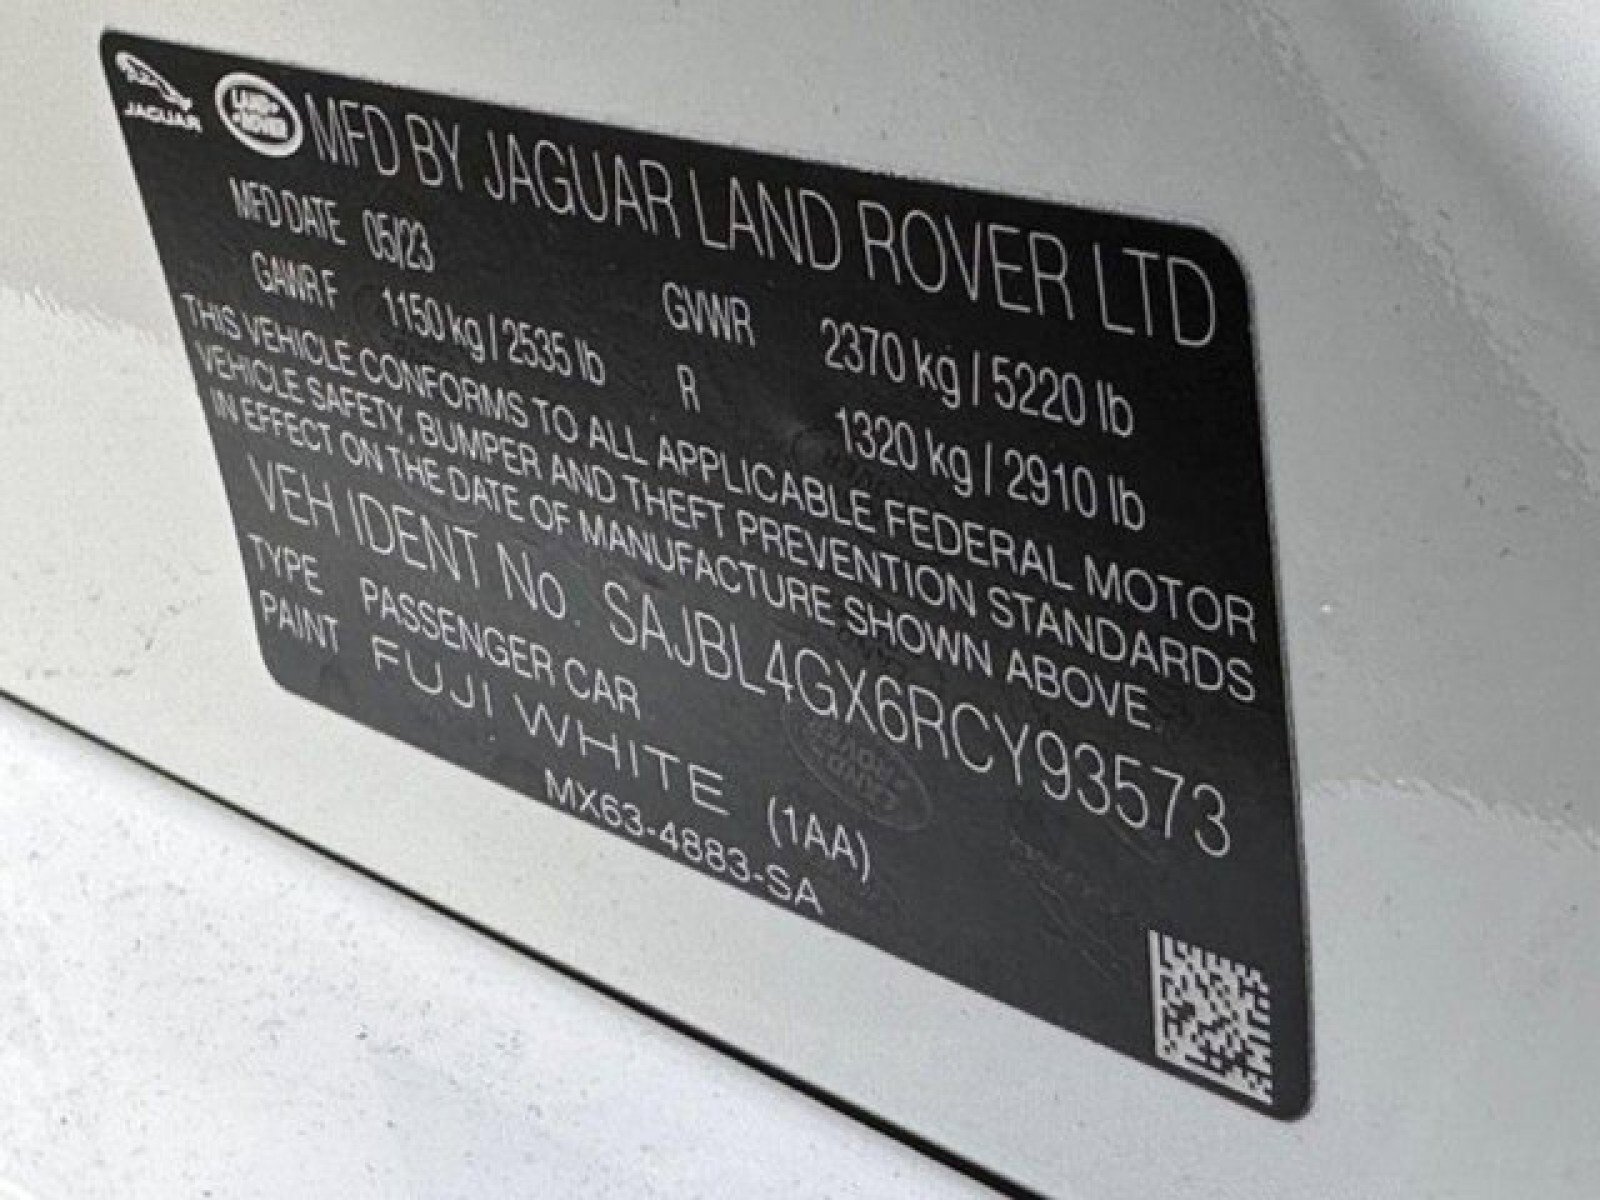 JAGUAR LAND ROVER MFD BY JAGUAR LAND ROVER LTD
MFD DATE 05/23 GVWR 2370 kg / 5220 lb
GAWR F 1150 kg / 2535 lb R 1320 kg / 2910 lb
THIS VEHICLE CONFORMS TO ALL APPLICABLE FEDERAL MOTOR
VEHICLE SAFETY, BUMPER AND THEFT PREVENTION STANDARDS
IN EFFECT ON THE DATE OF MANUFACTURE SHOWN ABOVE.
VEH IDENT No. SAJBL4GX6RCY93573
TYPE PASSENGER CAR
PAINT FUJI WHITE (1AA)
MX63-4883-SA